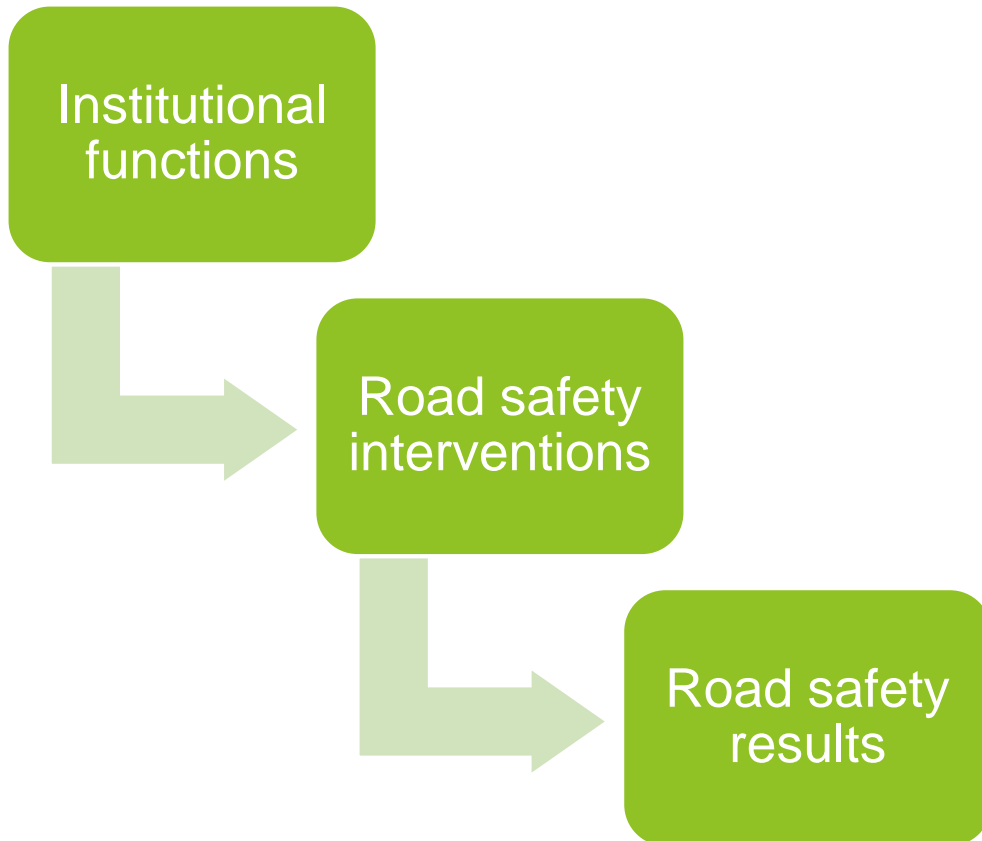 Institutional
functions
Road safety
interventions
Road safety
results